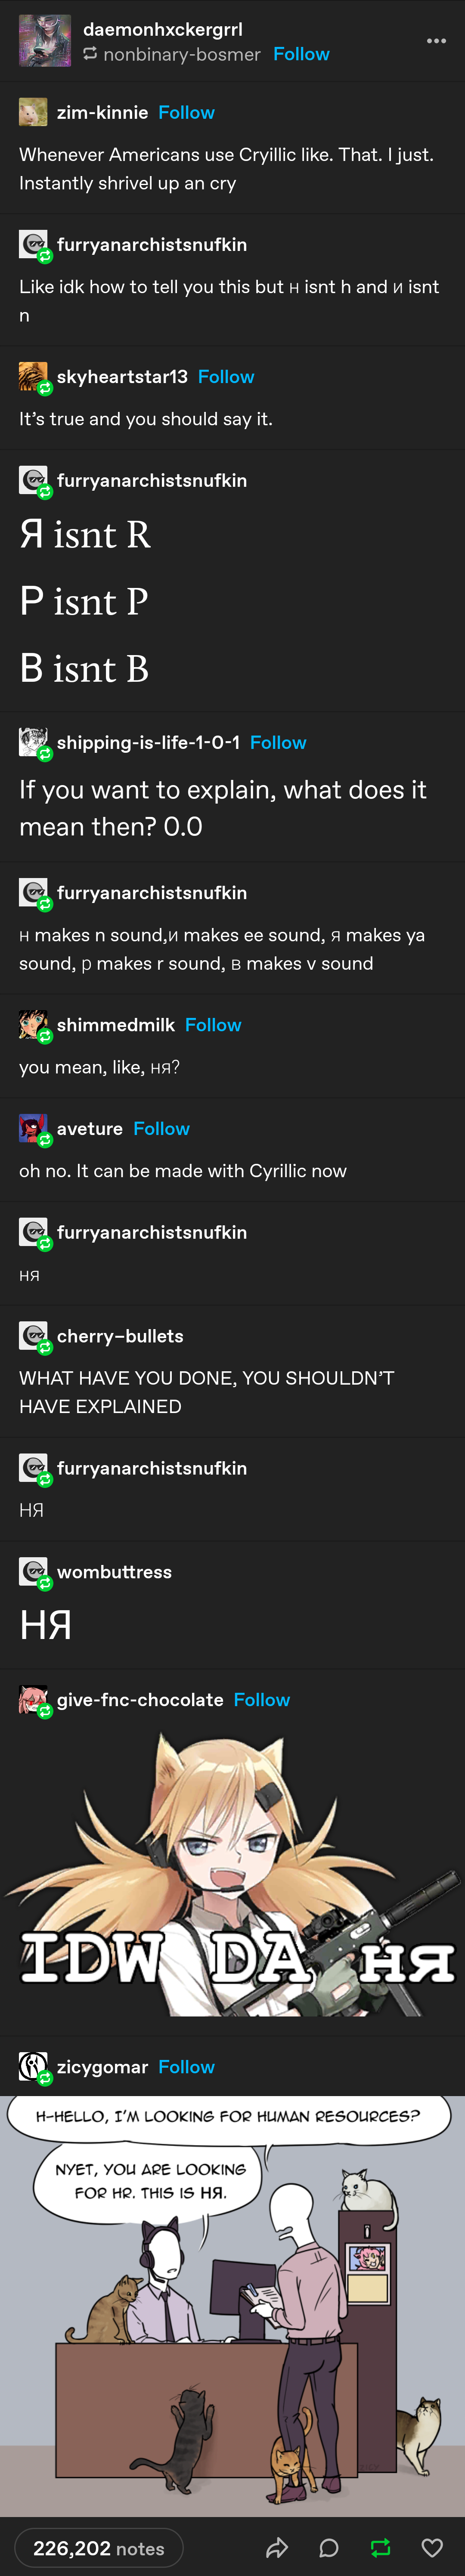 daemonhxckergrrl
nonbinary-bosmer Follow
zim-kinnie Follow
Whenever Americans use Cryillic like. That. I just.
Instantly shrivel up an cry
furryanarchistsnufkin
Like idk how to tell you this but н isnt h and и isnt
n
skyheartstar13 Follow
It's true and you should say it.
furryanarchistsnufkin
Я isnt R
Р isnt P
В isnt B
shipping-is-life-1-0-1 Follow
If you want to explain, what does it
mean then? 0.0
furryanarchistsnufkin
н makes n sound,и makes ee sound, я makes ya
sound, р makes r sound, в makes v sound
shimmedmilk Follow
you mean, like, ня?
aveture Follow
oh no. It can be made with Cyrillic now
furryanarchistsnufkin
ня
cherry-bullets
WHAT HAVE YOU DONE, YOU SHOULDN'T
HAVE EXPLAINED
furryanarchistsnufkin
НЯ
wombuttress
НЯ
give-fnc-chocolate Follow
IDW DA ня
zicygomar Follow
H-HELLO, I'M LOOKING FOR HUMAN RESOURCES?
NYET, YOU ARE LOOKING
FOR HR. THIS IS НЯ.
226,202 notes